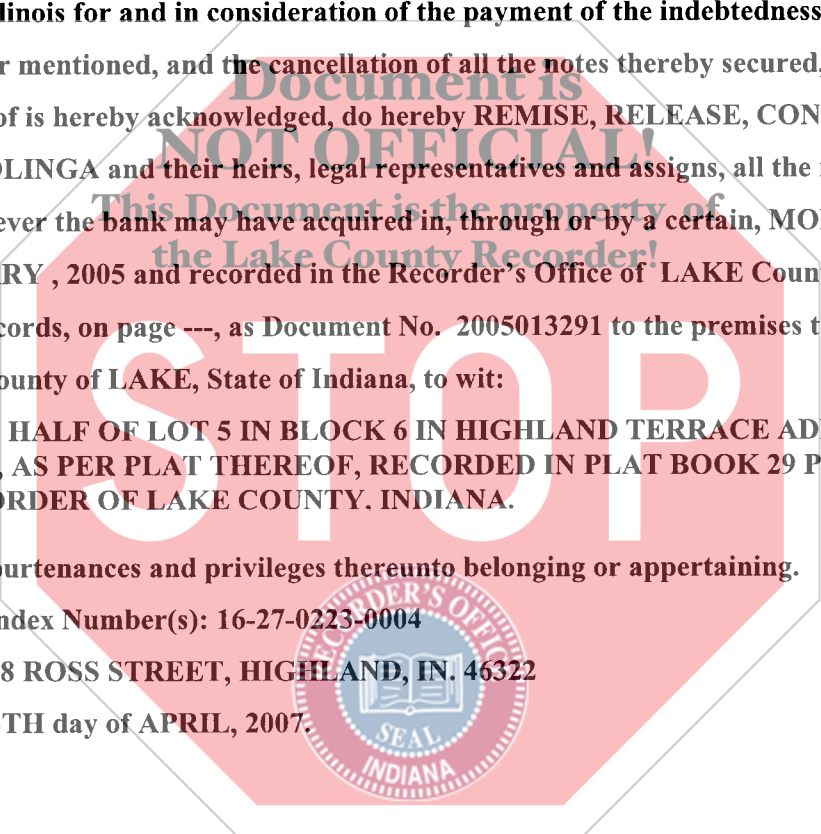 linois for and in consideration of the payment of the indebtedness
r mentioned, and the cancellation of all the notes thereby secured,
Document is
of is hereby acknowledged, do hereby REMISE, RELEASE, CON
NOT OFFICIAL!
OLINGA and their heirs, legal representatives and assigns, all the
This Document is the property of
ever the bank may have acquired in, through or by a certain, MO
the Lake County Recorder!
RY , 2005 and recorded in the Recorder's Office of LAKE Coun
cords, on page ---, as Document No. 2005013291 to the premises t
ounty of LAKE, State of Indiana, to wit:
STOP
HALF OF LOT 5 IN BLOCK 6 IN HIGHLAND TERRACE AD
, AS PER PLAT THEREOF, RECORDED IN PLAT BOOK 29 P
ORDER OF LAKE COUNTY. INDIANA.
purtenances and privileges thereunto belonging or appertaining.
ndex Number(s): 16-27-0223-0004
8 ROSS STREET, HIGHLAND, IN. 46322
TH day of APRIL, 2007.
RECORDER'S OFFICE
SEAL
INDIANA